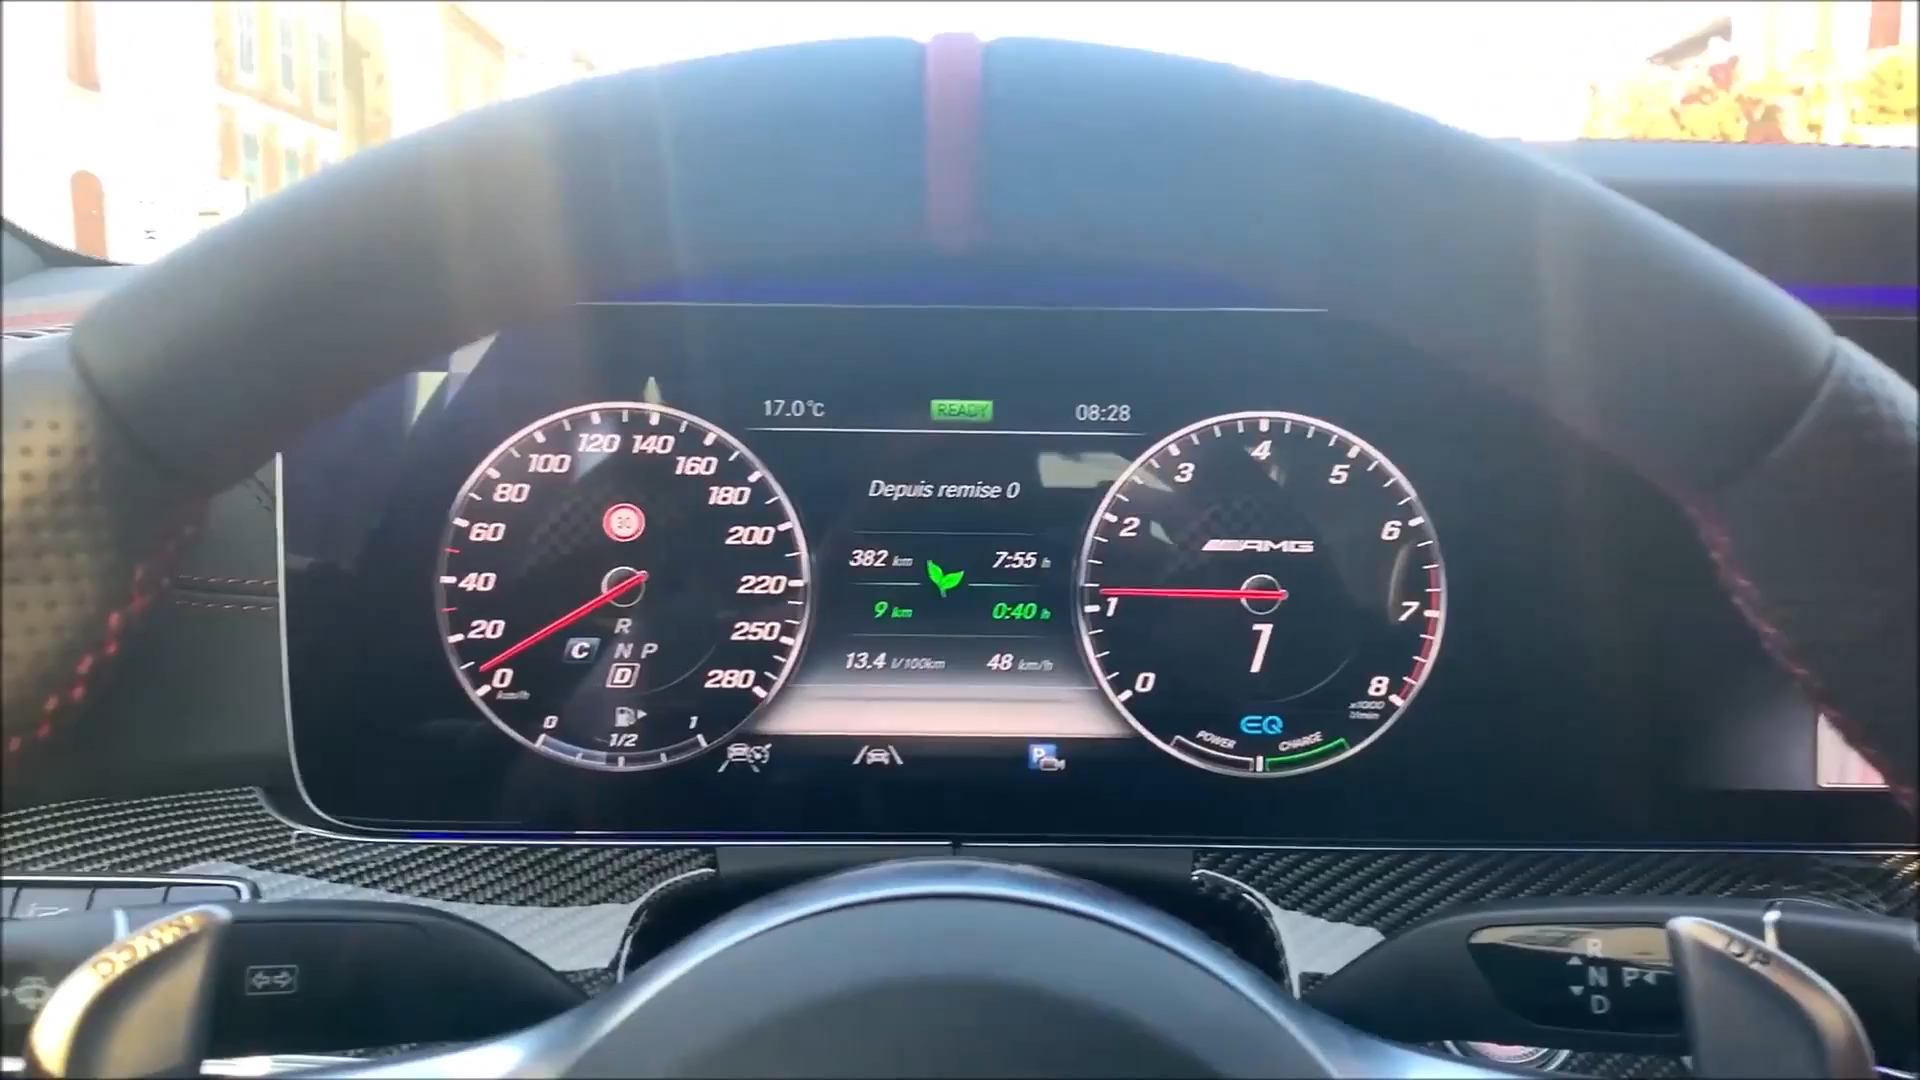 17.0°C READY 08:28
Depuis remise 0
382 km 7:55 h
9 km 0:40 h
13.4 l/100km 48 km/h
0 20 40 60 80 100 120 140 160 180 200 220 250 280
km/h
30
R
C N P
D
0 1/2 1
0 1 2 3 4 5 6 7 8
x1000
1/min
AMG
1
EQ
POWER CHARGE
P
DOWN
UP
R
N P
D